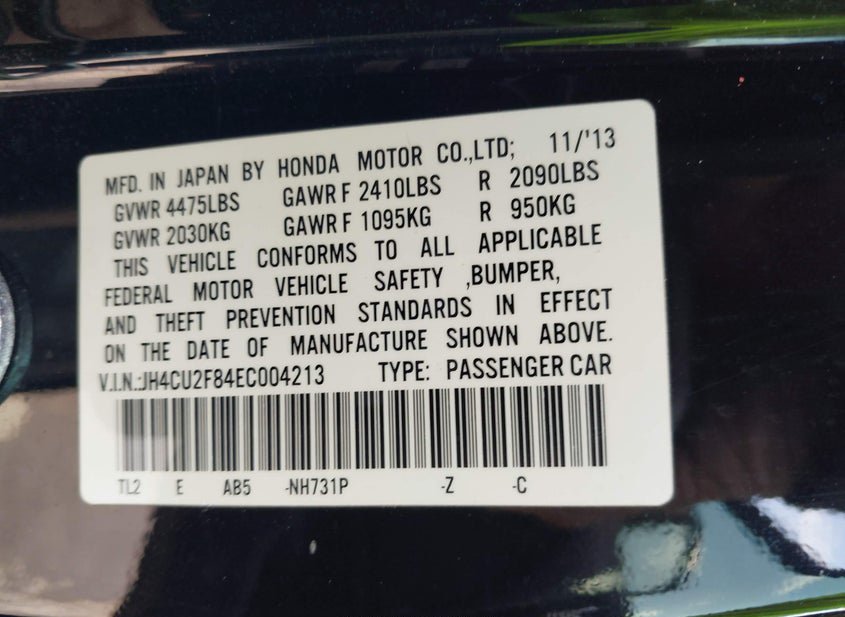 MFD. IN JAPAN BY HONDA MOTOR CO.,LTD; 11/'13
GVWR 4475LBS GAWR F 2410LBS R 2090LBS
GVWR 2030KG GAWR F 1095KG R 950KG
THIS VEHICLE CONFORMS TO ALL APPLICABLE
FEDERAL MOTOR VEHICLE SAFETY ,BUMPER,
AND THEFT PREVENTION STANDARDS IN EFFECT
ON THE DATE OF MANUFACTURE SHOWN ABOVE.
V.I.N.:JH4CU2F84EC004213 TYPE: PASSENGER CAR
TL2 E AB5 -NH731P -Z -C